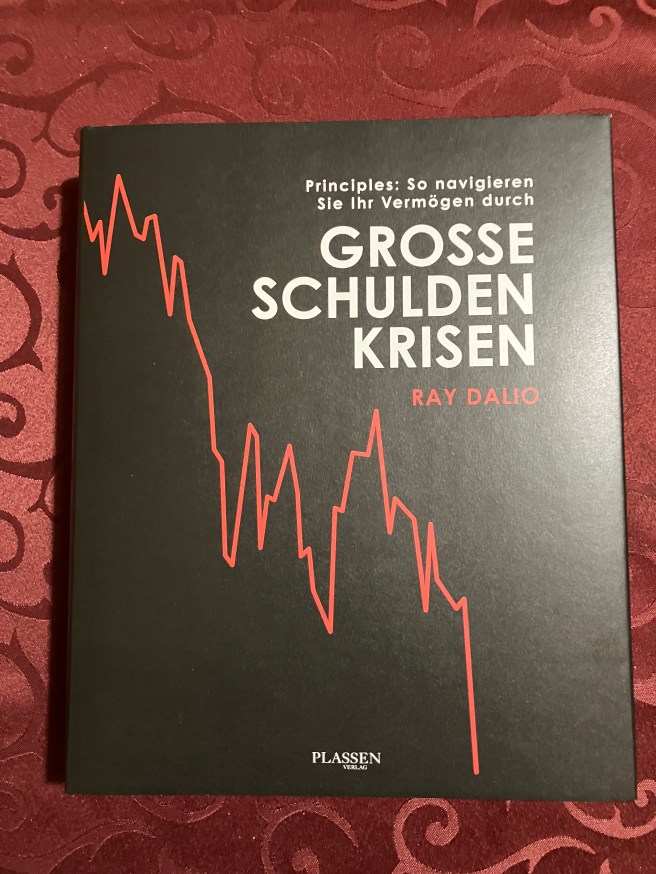 Principles: So navigieren
Sie Ihr Vermögen durch
GROSSE
SCHULDEN
KRISEN
RAY DALIO
PLASSEN
VERLAG